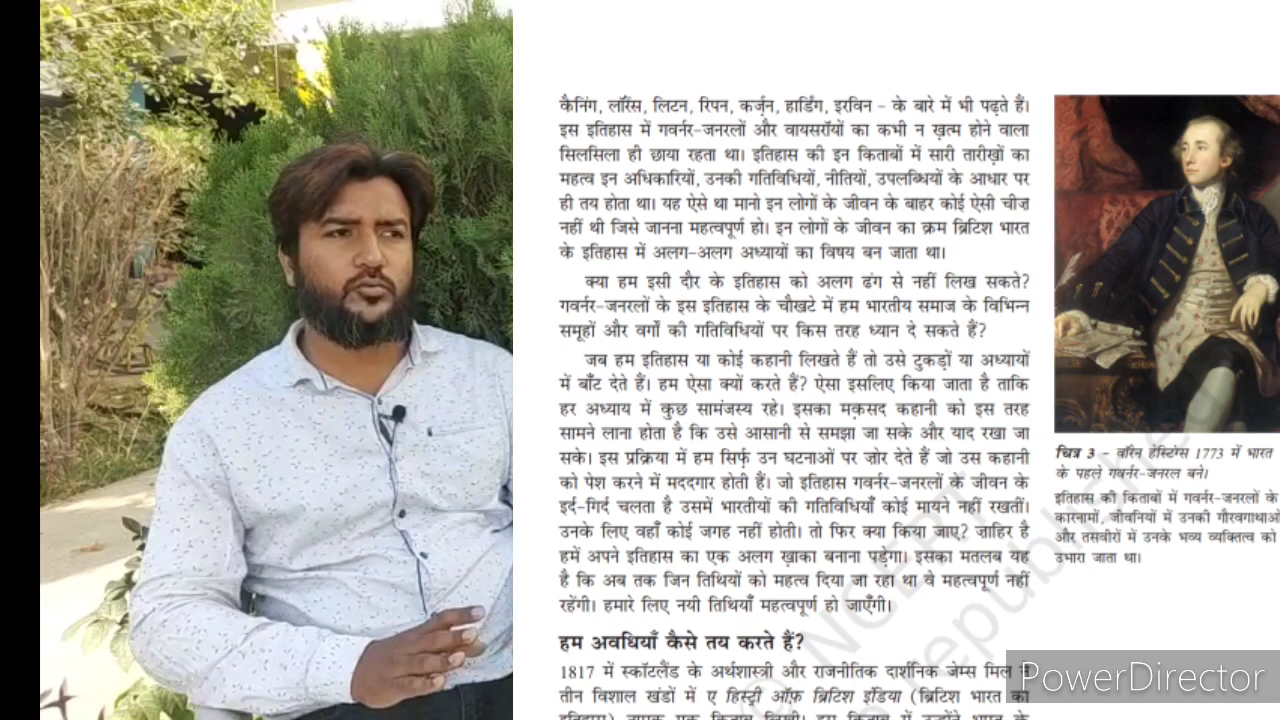 कैनिंग, लॉरेंस, लिटन, रिपन, कर्ज़न, हार्डिंग, इरविन – के बारे में भी पढ़ते हैं।
इस इतिहास में गवर्नर-जनरलों और वायसरॉयों का कभी न ख़त्म होने वाला
सिलसिला ही छाया रहता था। इतिहास की इन किताबों में सारी तारीख़ों का
महत्व इन अधिकारियों, उनकी गतिविधियों, नीतियों, उपलब्धियों के आधार पर
ही तय होता था। यह ऐसे था मानो इन लोगों के जीवन के बाहर कोई ऐसी चीज़
नहीं थी जिसे जानना महत्वपूर्ण हो। इन लोगों के जीवन का क्रम ब्रिटिश भारत
के इतिहास में अलग-अलग अध्यायों का विषय बन जाता था।
क्या हम इसी दौर के इतिहास को अलग ढंग से नहीं लिख सकते?
गवर्नर-जनरलों के इस इतिहास के चौखटे में हम भारतीय समाज के विभिन्न
समूहों और वर्गों की गतिविधियों पर किस तरह ध्यान दे सकते हैं?
जब हम इतिहास या कोई कहानी लिखते हैं तो उसे टुकड़ों या अध्यायों
में बाँट देते हैं। हम ऐसा क्यों करते हैं? ऐसा इसलिए किया जाता है ताकि
हर अध्याय में कुछ सामंजस्य रहे। इसका मक़सद कहानी को इस तरह
सामने लाना होता है कि उसे आसानी से समझा जा सके और याद रखा जा
सके। इस प्रक्रिया में हम सिर्फ़ उन घटनाओं पर ज़ोर देते हैं जो उस कहानी
को पेश करने में मददगार होती हैं। जो इतिहास गवर्नर-जनरलों के जीवन के
इर्द-गिर्द चलता है उसमें भारतीयों की गतिविधियाँ कोई मायने नहीं रखतीं।
उनके लिए वहाँ कोई जगह नहीं होती। तो फिर क्या किया जाए? ज़ाहिर है
हमें अपने इतिहास का एक अलग ख़ाका बनाना पड़ेगा। इसका मतलब यह
है कि अब तक जिन तिथियों को महत्व दिया जा रहा था वे महत्वपूर्ण नहीं
रहेंगी। हमारे लिए नयी तिथियाँ महत्वपूर्ण हो जाएँगी।
हम अवधियाँ कैसे तय करते हैं?
1817 में स्कॉटलैंड के अर्थशास्त्री और राजनीतिक दार्शनिक जेम्स मिल ने
तीन विशाल खंडों में ए हिस्ट्री ऑफ़ ब्रिटिश इंडिया (ब्रिटिश भारत का
इतिहास) नामक एक किताब लिखी। इस किताब में उन्होंने भारत के
चित्र 3 – वॉरेन हेस्टिंग्स 1773 में भारत
के पहले गवर्नर-जनरल बने।
इतिहास की किताबों में गवर्नर-जनरलों के
कारनामों, जीवनियों में उनकी गौरवगाथाओं
और तसवीरों में उनके भव्य व्यक्तित्व को
उभारा जाता था।
NCERT
republished
PowerDirector